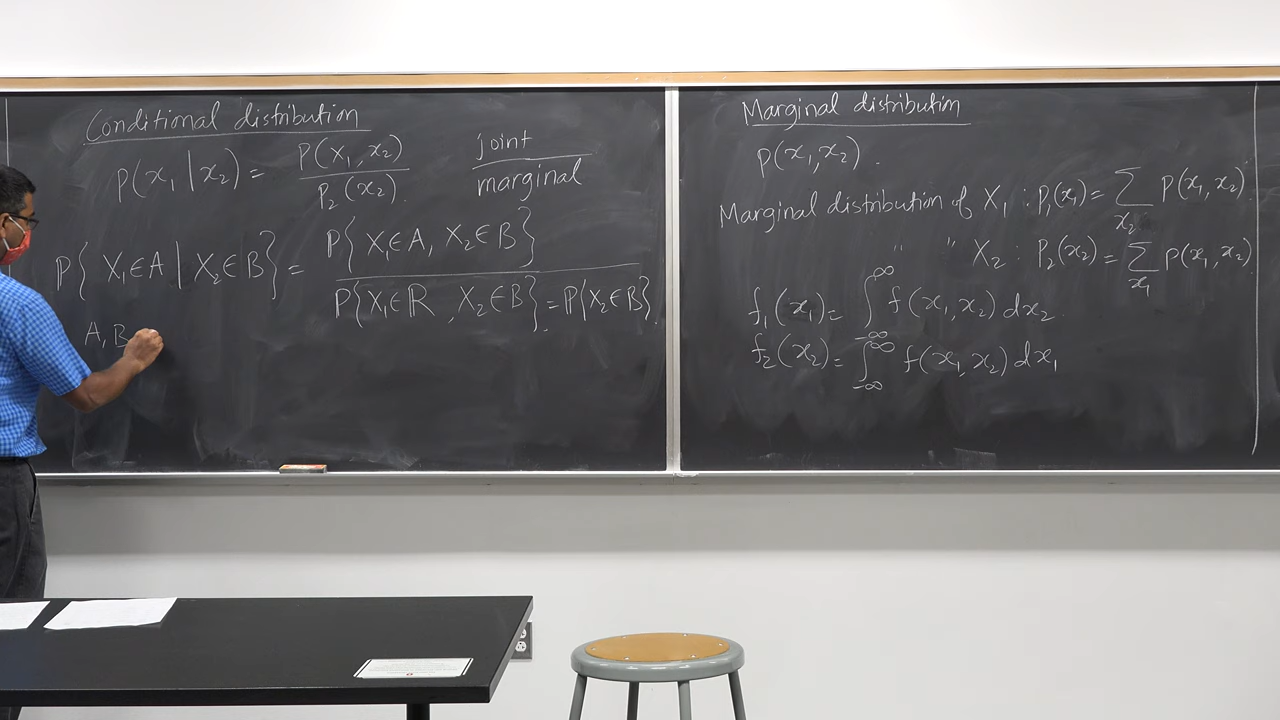 Conditional distribution
p(x₁|x₂) = P(x₁,x₂) / P₂(x₂). joint / marginal
P{ X₁∈A | X₂∈B } = P{ X₁∈A, X₂∈B } / P{ X₁∈ℝ, X₂∈B } = P{X₂∈B}.
A, B
Marginal distribution
p(x₁,x₂).
Marginal distribution of X₁ : P₁(x₁) = ∑_{x₂} P(x₁,x₂).
" " X₂ : P₂(x₂) = ∑_{x₁} P(x₁,x₂)
f₁(x₁) = ∫_{-∞}^{∞} f(x₁,x₂) dx₂.
f₂(x₂) = ∫_{-∞}^{∞} f(x₁,x₂) dx₁